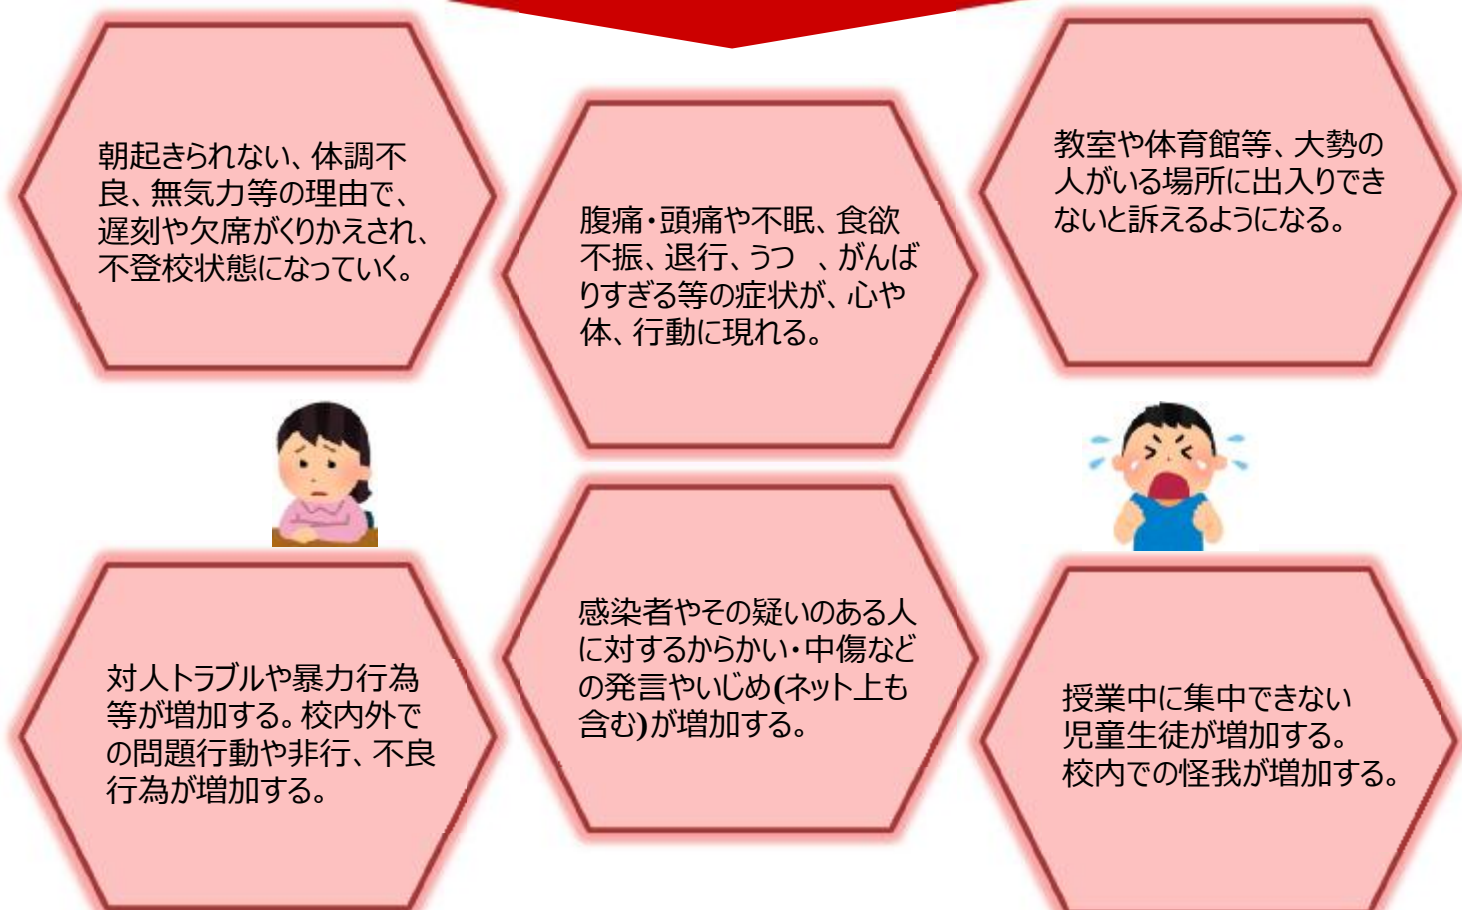 朝起きられない、体調不
良、無気力等の理由で、
遅刻や欠席がくりかえされ、
不登校状態になっていく。
腹痛・頭痛や不眠、食欲
不振、退行、うつ　、がんば
りすぎる等の症状が、心や
体、行動に現れる。
教室や体育館等、大勢の
人がいる場所に出入りでき
ないと訴えるようになる。
対人トラブルや暴力行為
等が増加する。校内外で
の問題行動や非行、不良
行為が増加する。
感染者やその疑いのある人
に対するからかい・中傷など
の発言やいじめ(ネット上も
含む)が増加する。
授業中に集中できない
児童生徒が増加する。
校内での怪我が増加する。